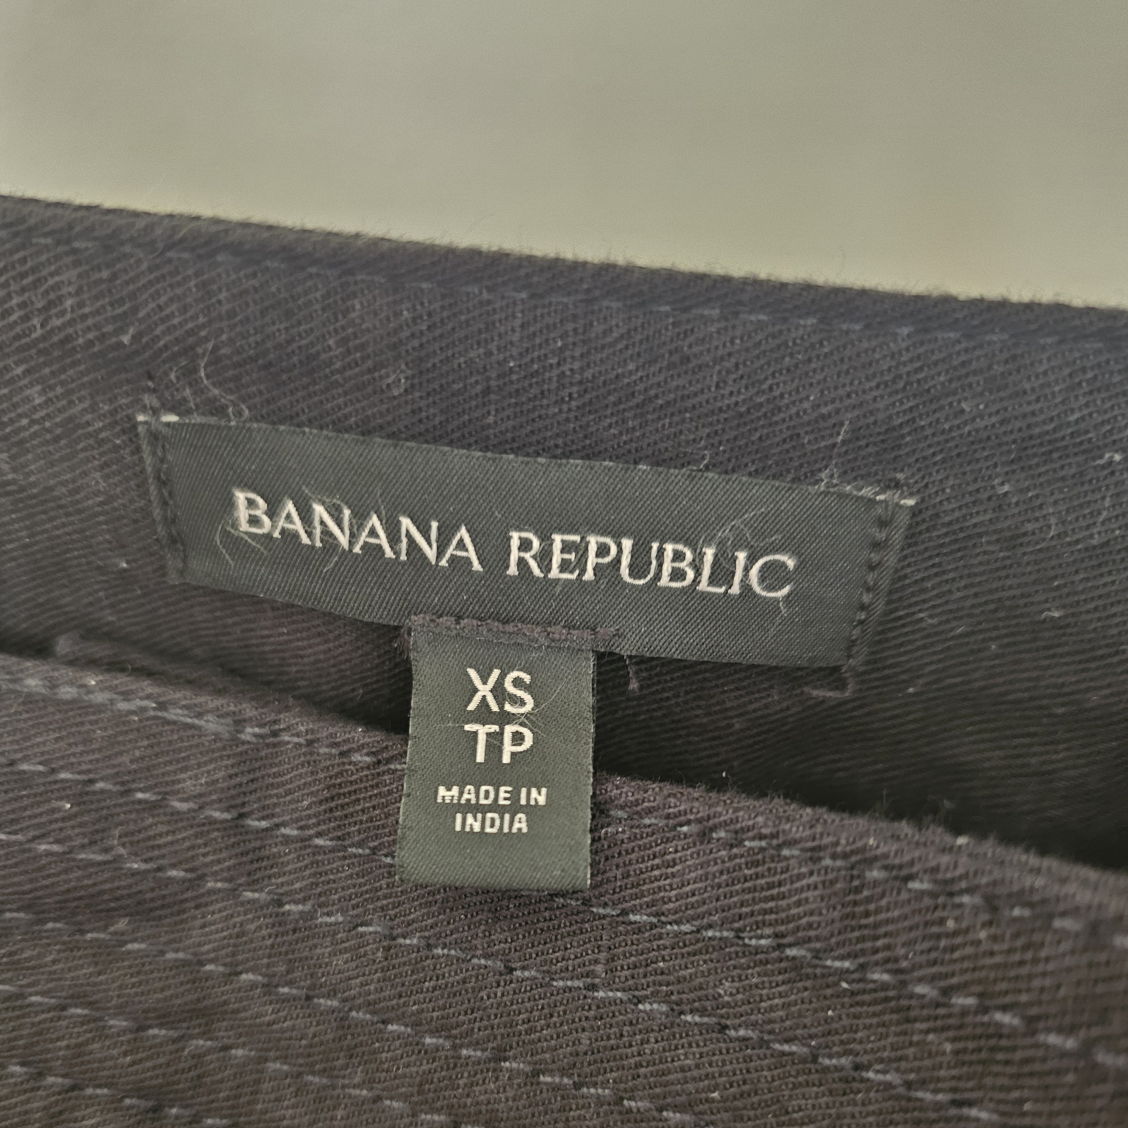 BANANA REPUBLIC
XS
TP
MADE IN
INDIA